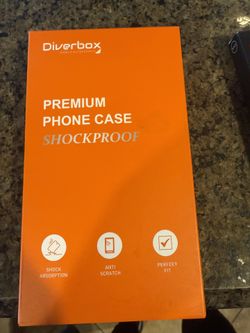 Diverbox
PREMIUM
PHONE CASE
SHOCKPROOF
SHOCK
ABSORPTION
ANTI
SCRATCH
PERFECT
FIT